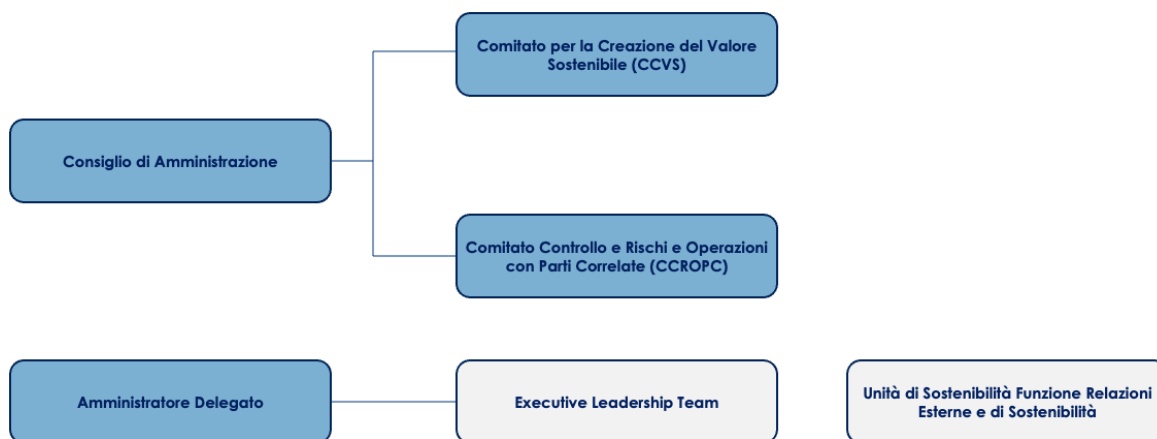 Comitato per la Creazione del Valore
Sostenibile (CCVS)
Consiglio di Amministrazione
Comitato Controllo e Rischi e Operazioni
con Parti Correlate (CCROPC)
Amministratore Delegato
Executive Leadership Team
Unità di Sostenibilità Funzione Relazioni
Esterne e di Sostenibilità